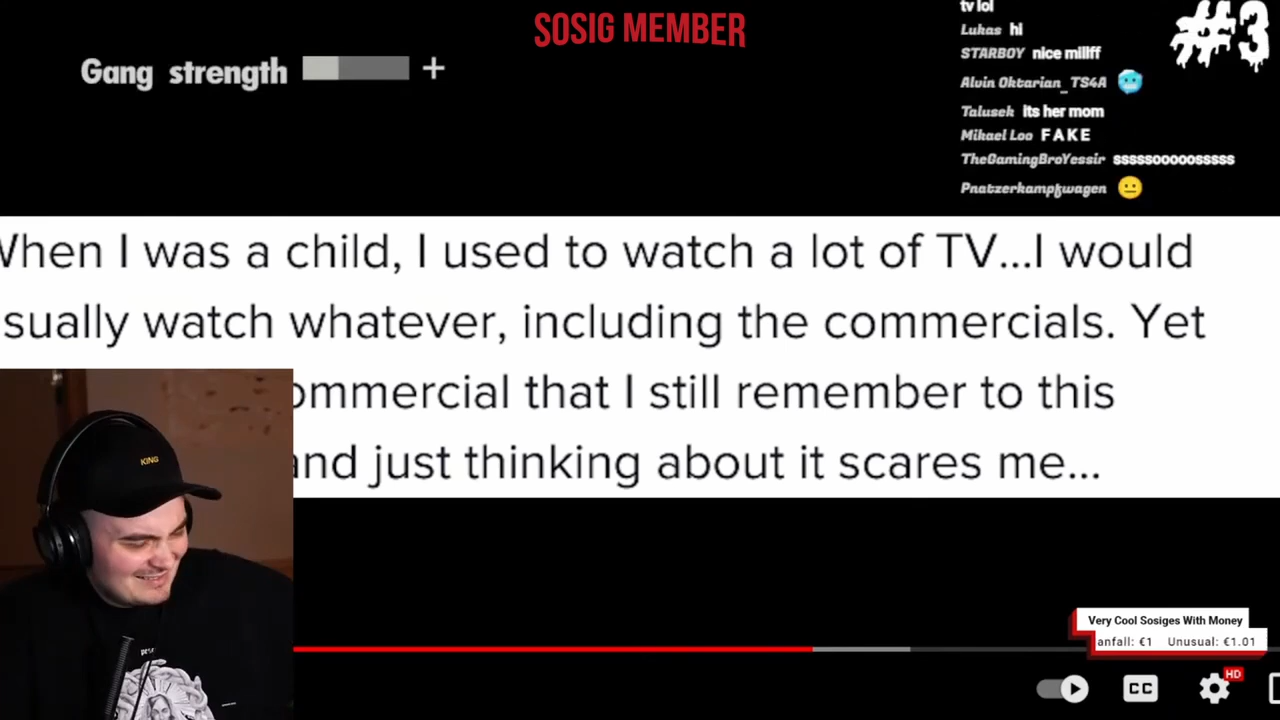 SOSIG MEMBER
#3
Gang strength +
tv lol
Lukas hi
STARBOY nice millff
Alvin Oktarian_TS4A 🥶
Talusek its her mom
Mikael Loo F A K E
TheGamingBroYessir sssssooooosssss
Pnatzerkampfwagen 😐
When I was a child, I used to watch a lot of TV...I would
sually watch whatever, including the commercials. Yet
ommercial that I still remember to this
and just thinking about it scares me...
KING
Very Cool Sosiges With Money
anfall: €1 Unusual: €1.01
HD
CC